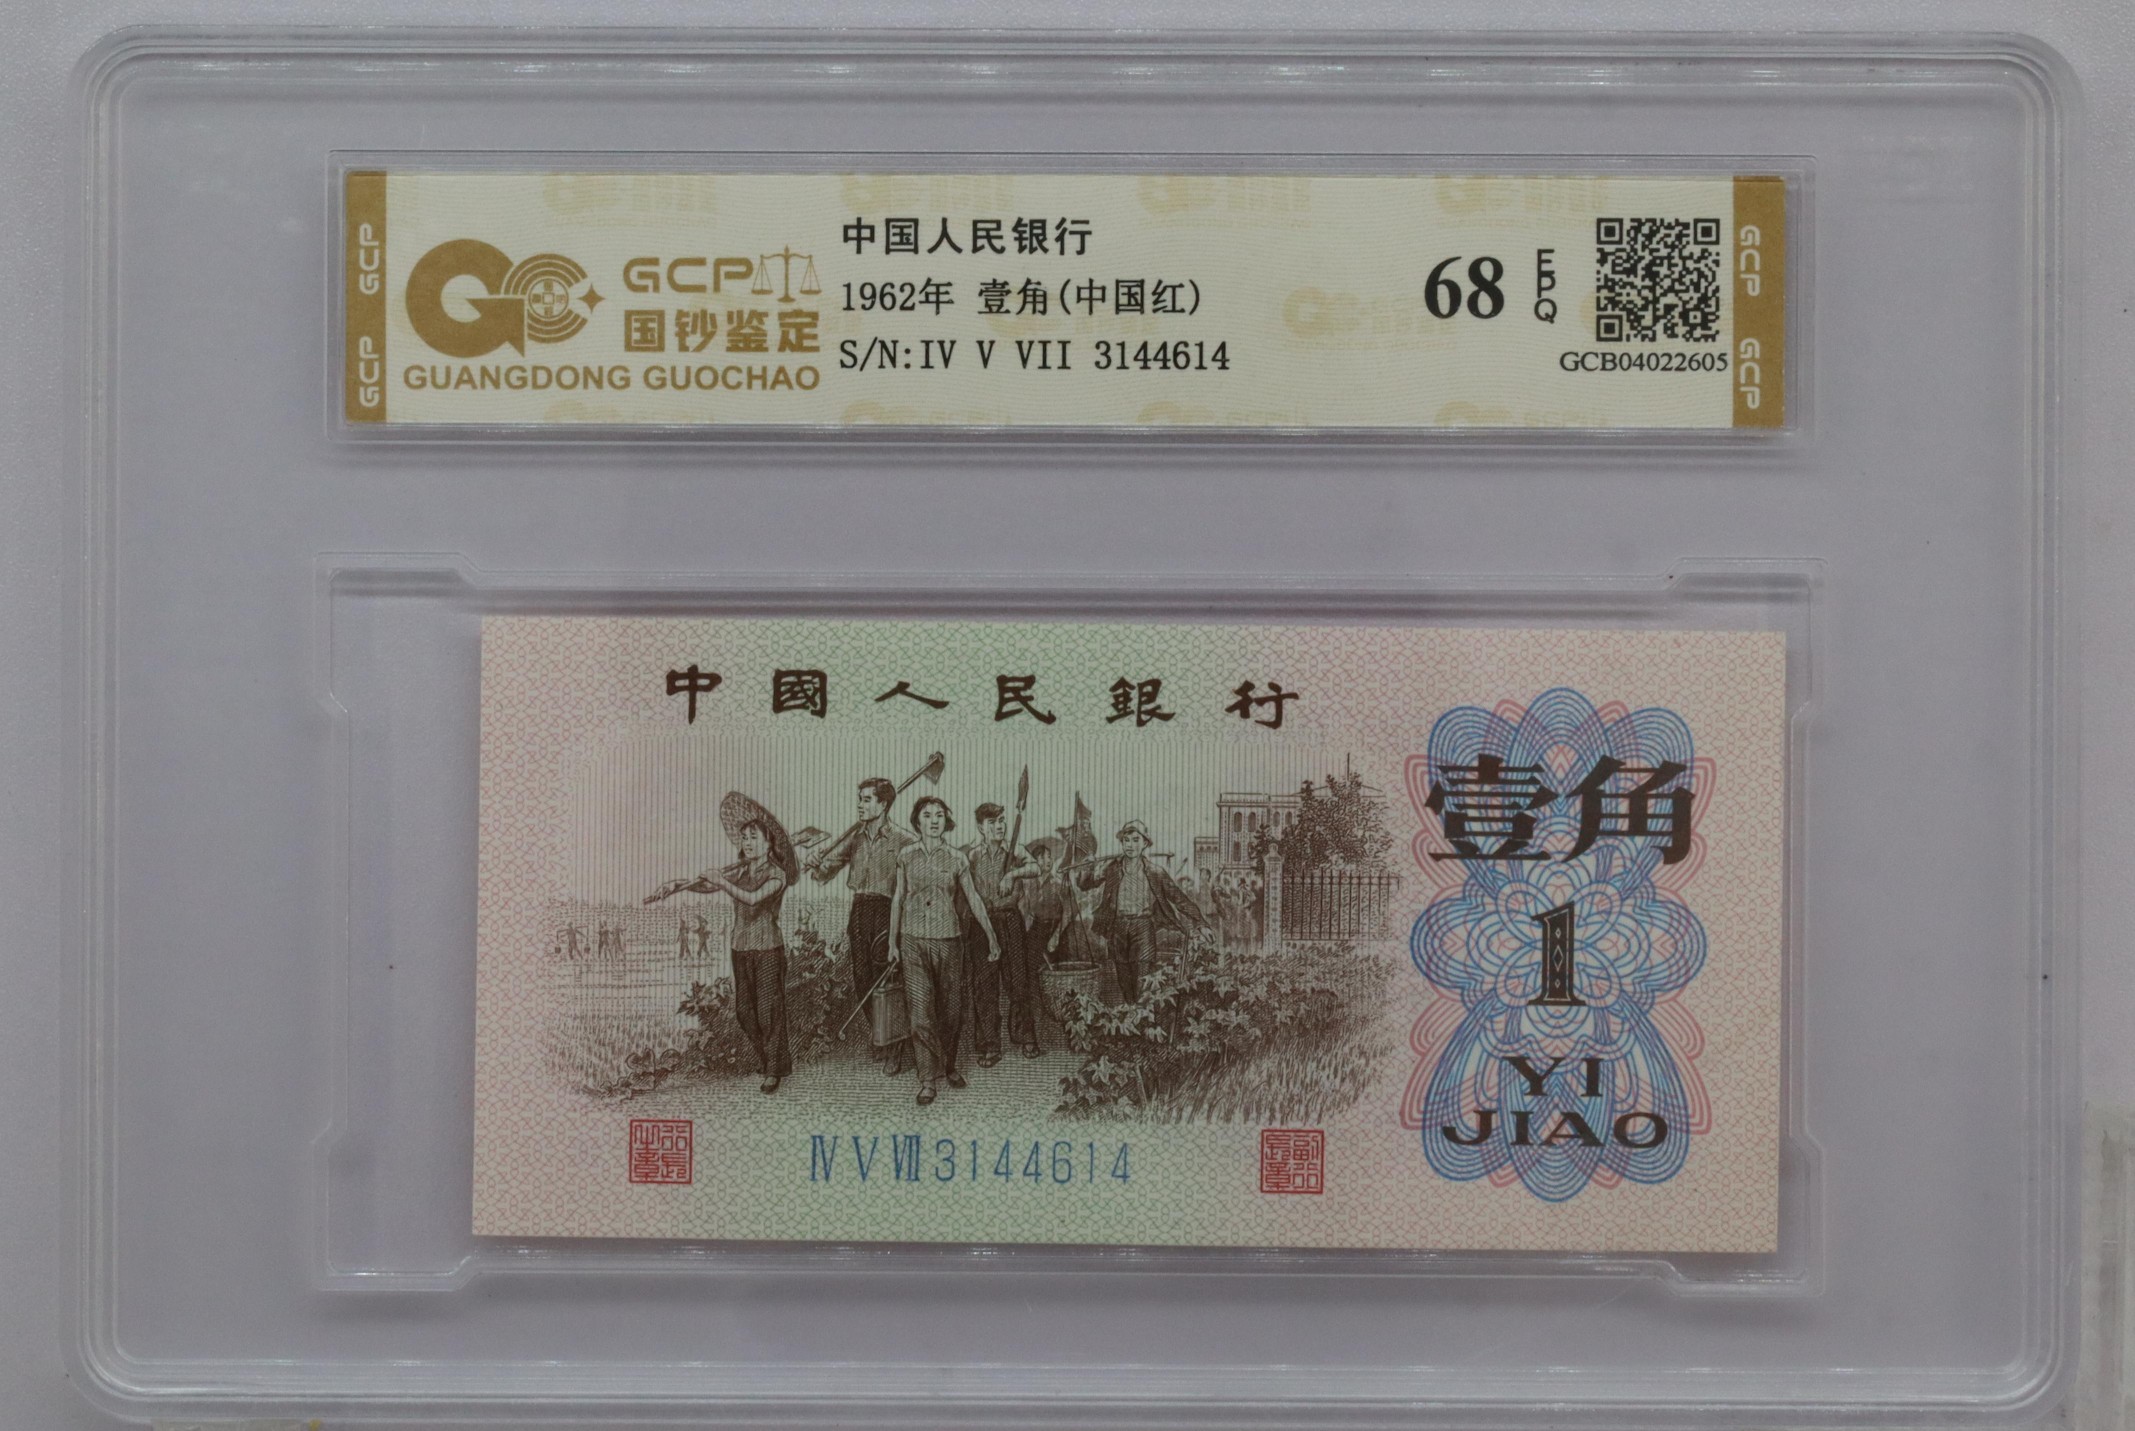 GCP
GCP
GCP
国钞鉴定
GUANGDONG GUOCHAO
中国人民银行
1962年 壹角(中国红)
S/N:IV V VII 3144614
68
EPQ
GCB04022605
GCP
GCP
中國人民銀行
壹角
1
YI
JIAO
ⅣⅤⅦ3144614